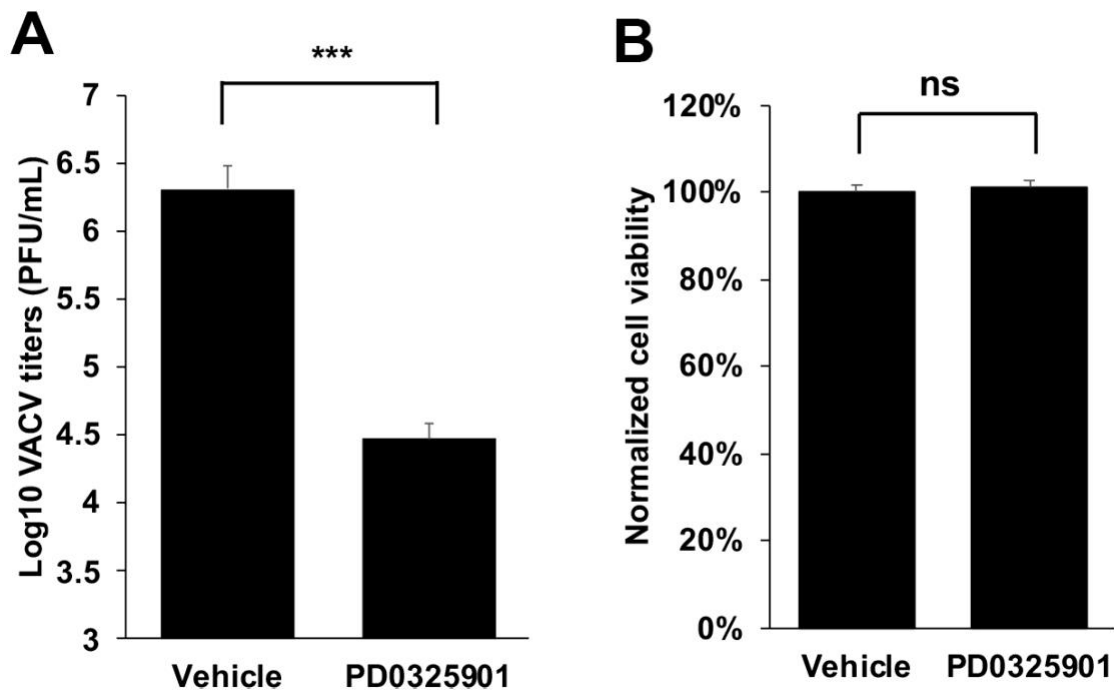 A
***
Log10 VACV titers (PFU/mL)
7
6.5
6
5.5
5
4.5
4
3.5
3
Vehicle
PD0325901
B
ns
Normalized cell viability
120%
100%
80%
60%
40%
20%
0%
Vehicle
PD0325901